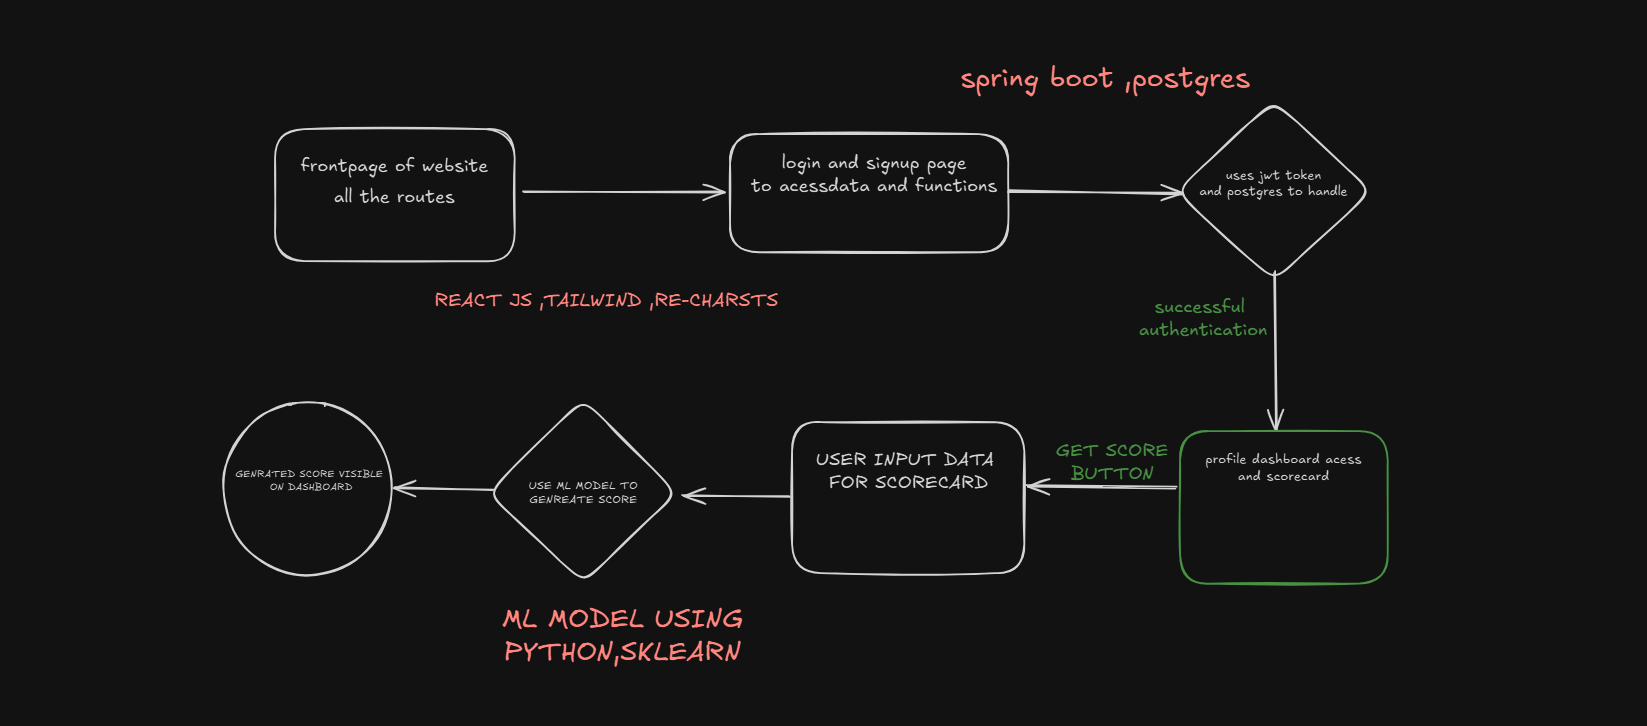 spring boot ,postgres
frontpage of website
all the routes
login and signup page
to acessdata and functions
uses jwt token
and postgres to handle
REACT JS ,TAILWIND ,RE-CHARSTS
successful
authentication
profile dashboard acess
and scorecard
GET SCORE
BUTTON
USER INPUT DATA
FOR SCORECARD
USE ML MODEL TO
GENREATE SCORE
GENRATED SCORE VISIBLE
ON DASHBOARD
ML MODEL USING
PYTHON,SKLEARN